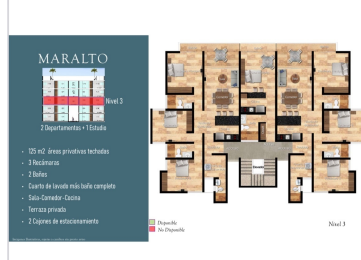 MARALTO
Nivel 3
2 Departamentos + 1 Estudio
• 125 m2 áreas privativas techadas
• 3 Recámaras
• 2 Baños
• Cuarto de lavado más baño completo
• Sala-Comedor-Cocina
• Terraza privada
• 2 Cajones de estacionamiento
Disponible
No Disponible
Nivel 3